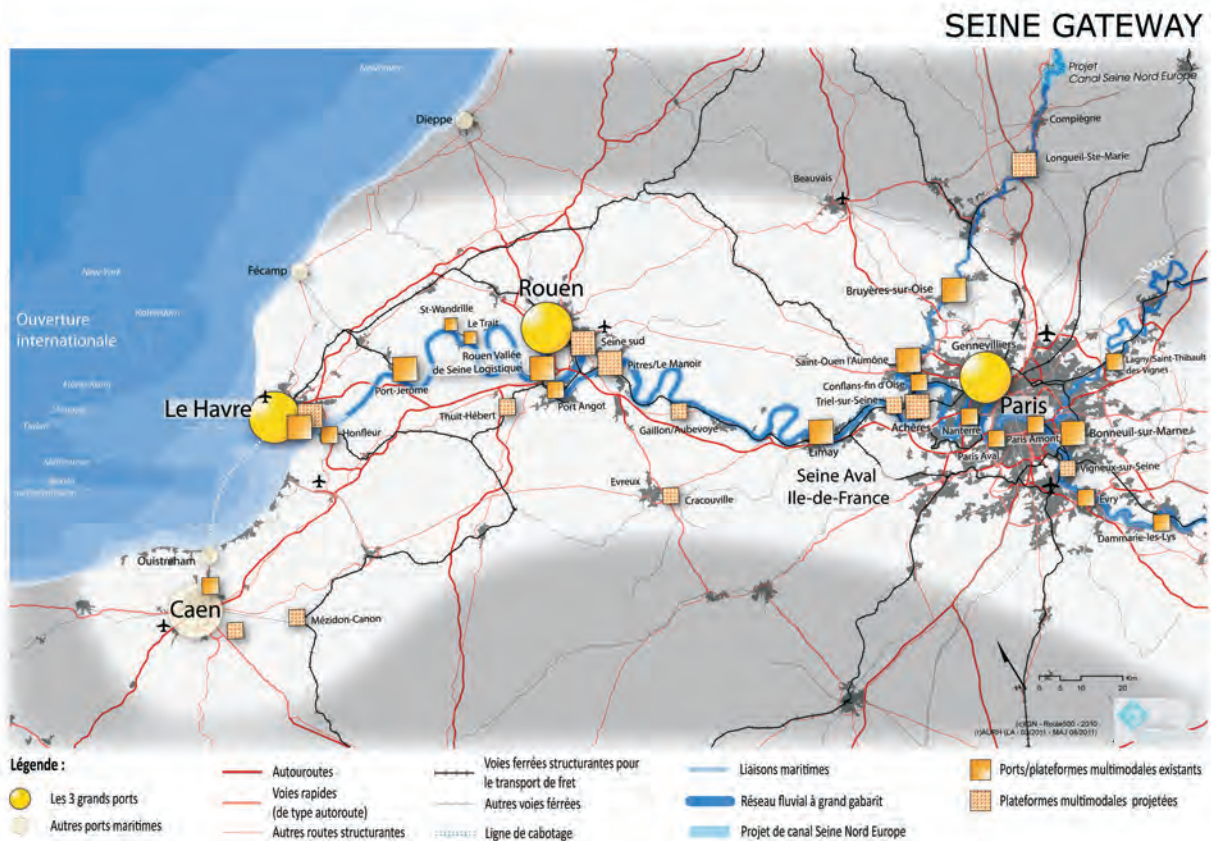 SEINE GATEWAY
Projet
Canal Seine Nord Europe
Compiègne
Dieppe
Longueil-Ste-Marie
Beauvais
Marne
New-York
Fécamp
Ouverture
internationale
Bruyères-sur-Oise
Rouen
St-Wandrille
Le Trait
Seine sud
Rouen Vallée
de Seine Logistique
Pitres/Le Manoir
Saint-Ouen l'Aumône
Gennevilliers
Lagny/Saint-Thibault
des Vignes
Port-Jérome
Conflans-fin d'Oise
Triel-sur-Seine
Le Havre
Thuit-Hébert
Port Angot
Gaillon/Aubevoye
Achères
Nanterre
Paris
Honfleur
Limay
Paris Aval
Paris Amont
Bonneuil-sur-Marne
Seine Aval
Ile-de-France
Vigneux-sur-Seine
Evreux
Cracouville
Evry
Dammarie-les-Lys
Ouistreham
Caen
Mézidon-Canon
0 5 10 20 Km
(c)IGN - Route500 - 2010
Légende :
Les 3 grands ports
Autres ports maritimes
Autoroutes
Voies rapides
(de type autoroute)
Autres routes structurantes
Voies ferrées structurantes pour
le transport de fret
Autres voies ferrées
Ligne de cabotage
Liaisons maritimes
Réseau fluvial à grand gabarit
Projet de canal Seine Nord Europe
Ports/plateformes multimodales existants
Plateformes multimodales projetées